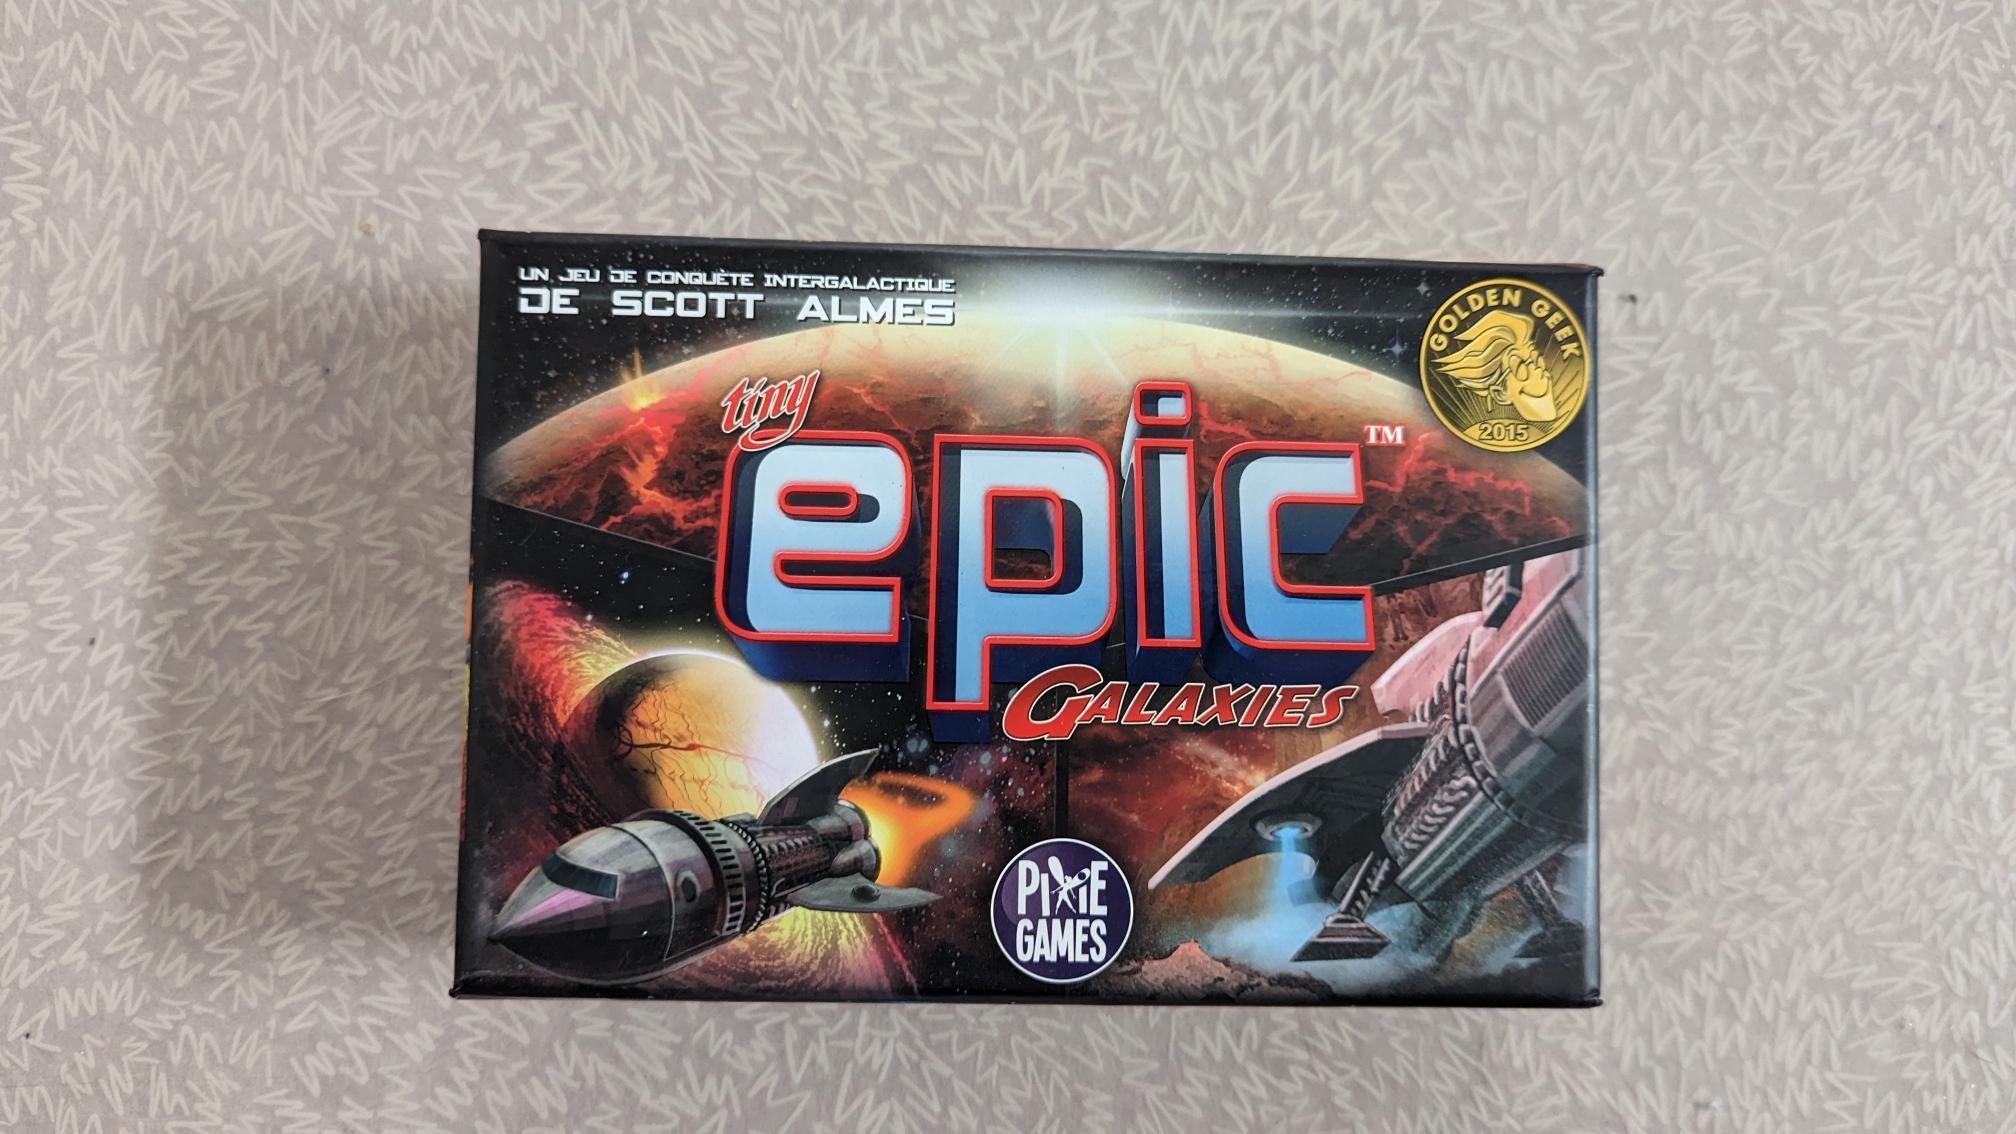 UN JEU DE CONQUÊTE INTERGALACTIQUE
DE SCOTT ALMES
GOLDEN GEEK
2015
tiny
epic™
GALAXIES
PIXIE
GAMES